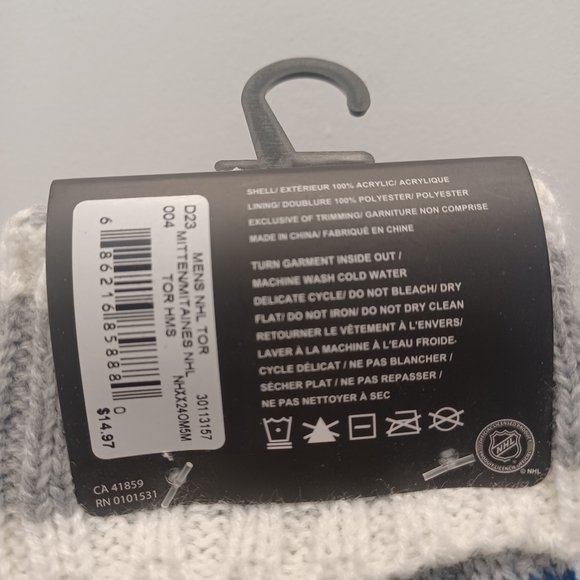 SHELL/ EXTÉRIEUR 100% ACRYLIC/ ACRYLIQUE
LINING/ DOUBLURE 100% POLYESTER/ POLYESTER
EXCLUSIVE OF TRIMMING/ GARNITURE NON COMPRISE
MADE IN CHINA/ FABRIQUÉ EN CHINE
TURN GARMENT INSIDE OUT /
MACHINE WASH COLD WATER
DELICATE CYCLE/ DO NOT BLEACH/ DRY
FLAT/ DO NOT IRON/ DO NOT DRY CLEAN
RETOURNER LE VÊTEMENT À L'ENVERS/
LAVER À LA MACHINE À L'EAU FROIDE.
CYCLE DÉLICAT / NE PAS BLANCHIR /
SÉCHER PLAT / NE PAS REPASSER /
NE PAS NETTOYER À SEC
MENS NHL TOR 30113157
D23 MITTEN/MITAINES NHL NHXX24OM5M
004 TOR HMS
6 86216 85888 0
$14.97
CA 41859
RN 0101531
NHL
© NHL